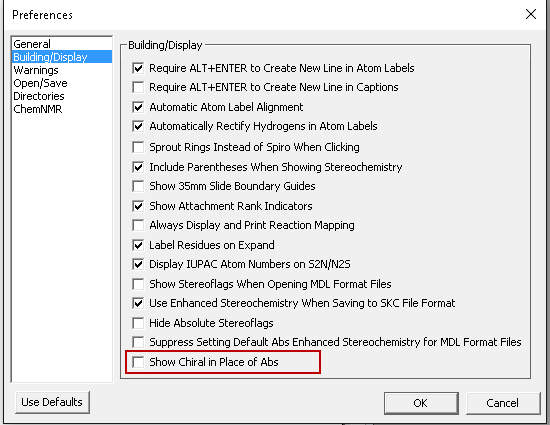 Preferences
General
Building/Display
Warnings
Open/Save
Directories
ChemNMR
Building/Display
Require ALT+ENTER to Create New Line in Atom Labels
Require ALT+ENTER to Create New Line in Captions
Automatic Atom Label Alignment
Automatically Rectify Hydrogens in Atom Labels
Sprout Rings Instead of Spiro When Clicking
Include Parentheses When Showing Stereochemistry
Show 35mm Slide Boundary Guides
Show Attachment Rank Indicators
Always Display and Print Reaction Mapping
Label Residues on Expand
Display IUPAC Atom Numbers on S2N/N2S
Show Stereoflags When Opening MDL Format Files
Use Enhanced Stereochemistry When Saving to SKC File Format
Hide Absolute Stereoflags
Suppress Setting Default Abs Enhanced Stereochemistry for MDL Format Files
Show Chiral in Place of Abs
Use Defaults
OK
Cancel